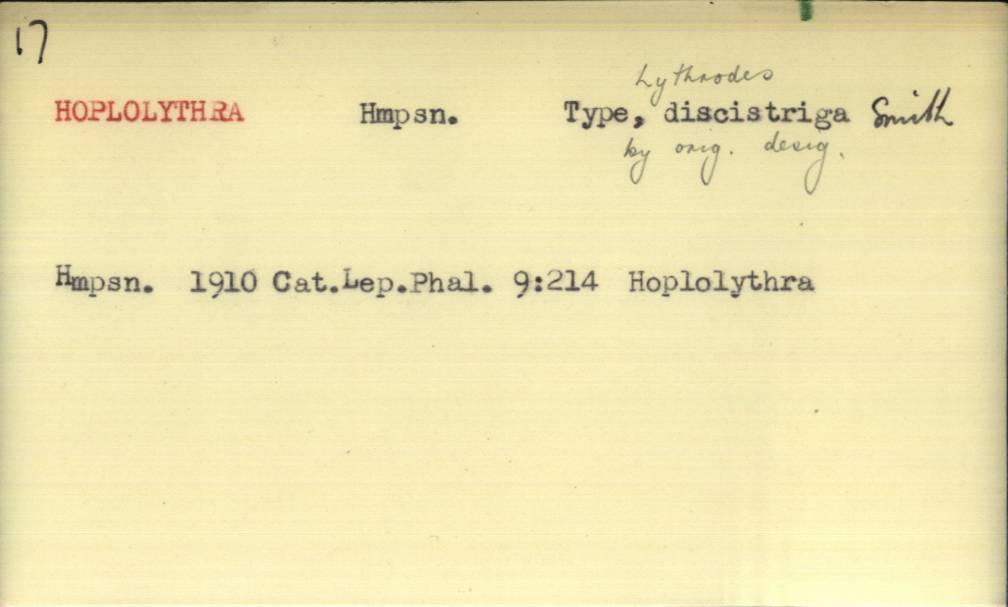 17
Lythrodes
HOPLOLYTHRA Hmpsn. Type, discistriga Smith
by orig. desig.
Hmpsn. 1910 Cat.Lep.Phal. 9:214 Hoplolythra